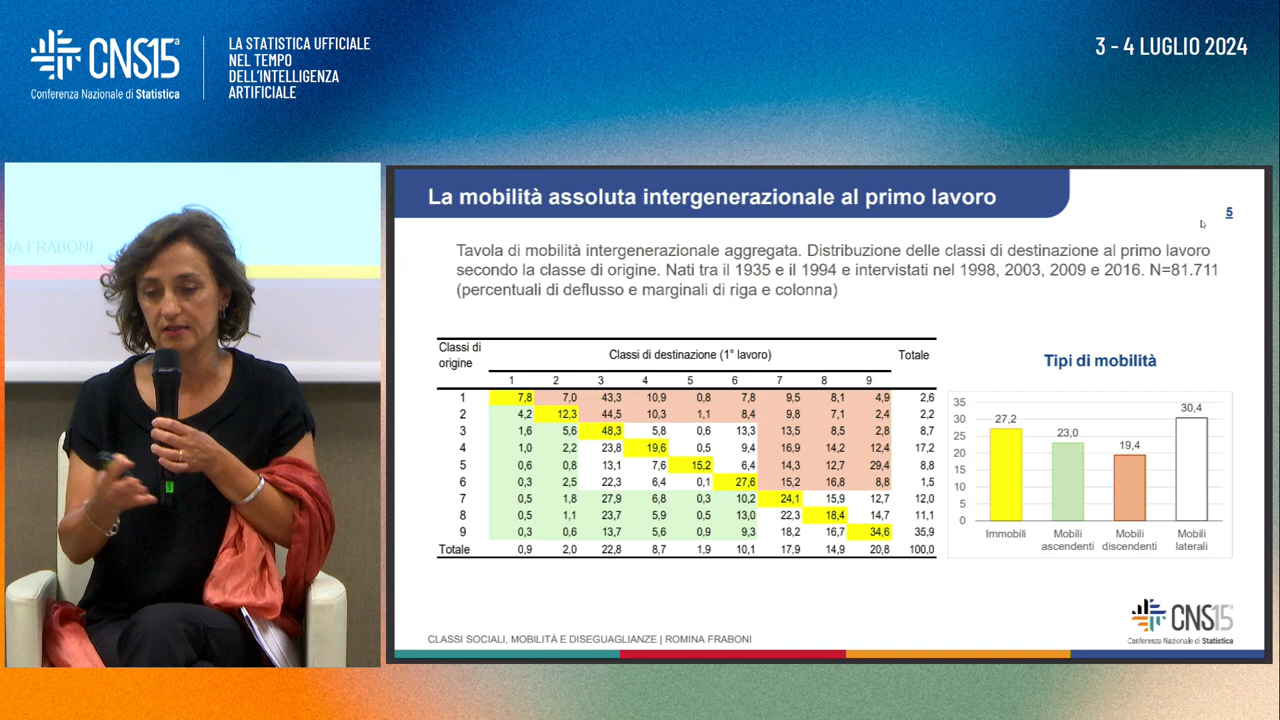 CNS15ª
Conferenza Nazionale di Statistica
LA STATISTICA UFFICIALE
NEL TEMPO
DELL'INTELLIGENZA
ARTIFICIALE
3 - 4 LUGLIO 2024
NA FRABONI
La mobilità assoluta intergenerazionale al primo lavoro
5
Tavola di mobilità intergenerazionale aggregata. Distribuzione delle classi di destinazione al primo lavoro
secondo la classe di origine. Nati tra il 1935 e il 1994 e intervistati nel 1998, 2003, 2009 e 2016. N=81.711
(percentuali di deflusso e marginali di riga e colonna)
Classi di origine Classi di destinazione (1° lavoro) Totale
1 2 3 4 5 6 7 8 9
1 7,8 7,0 43,3 10,9 0,8 7,8 9,5 8,1 4,9 2,6
2 4,2 12,3 44,5 10,3 1,1 8,4 9,8 7,1 2,4 2,2
3 1,6 5,6 48,3 5,8 0,6 13,3 13,5 8,5 2,8 8,7
4 1,0 2,2 23,8 19,6 0,5 9,4 16,9 14,2 12,4 17,2
5 0,6 0,8 13,1 7,6 15,2 6,4 14,3 12,7 29,4 8,8
6 0,3 2,5 22,3 6,4 0,1 27,6 15,2 16,8 8,8 1,5
7 0,5 1,8 27,9 6,8 0,3 10,2 24,1 15,9 12,7 12,0
8 0,5 1,1 23,7 5,9 0,5 13,0 22,3 18,4 14,7 11,1
9 0,3 0,6 13,7 5,6 0,9 9,3 18,2 16,7 34,6 35,9
Totale 0,9 2,0 22,8 8,7 1,9 10,1 17,9 14,9 20,8 100,0
Tipi di mobilità
35
30
25
20
15
10
5
0
27,2
23,0
19,4
30,4
Immobili
Mobili ascendenti
Mobili discendenti
Mobili laterali
CNS15ª
Conferenza Nazionale di Statistica
CLASSI SOCIALI, MOBILITÀ E DISEGUAGLIANZE | ROMINA FRABONI